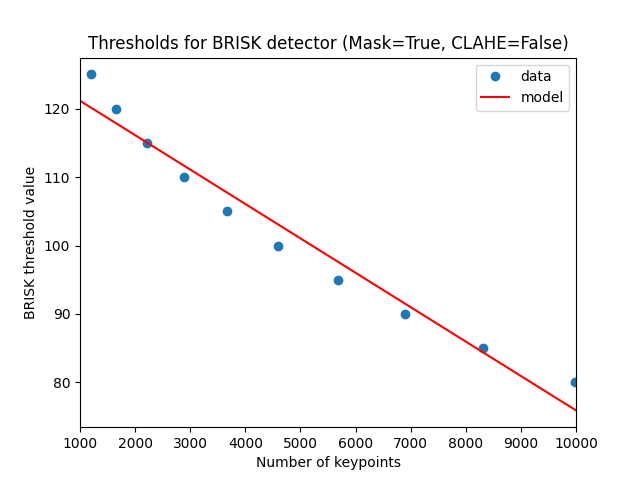 Thresholds for BRISK detector (Mask=True, CLAHE=False)
data
model
BRISK threshold value
120
110
100
90
80
1000 2000 3000 4000 5000 6000 7000 8000 9000 10000
Number of keypoints